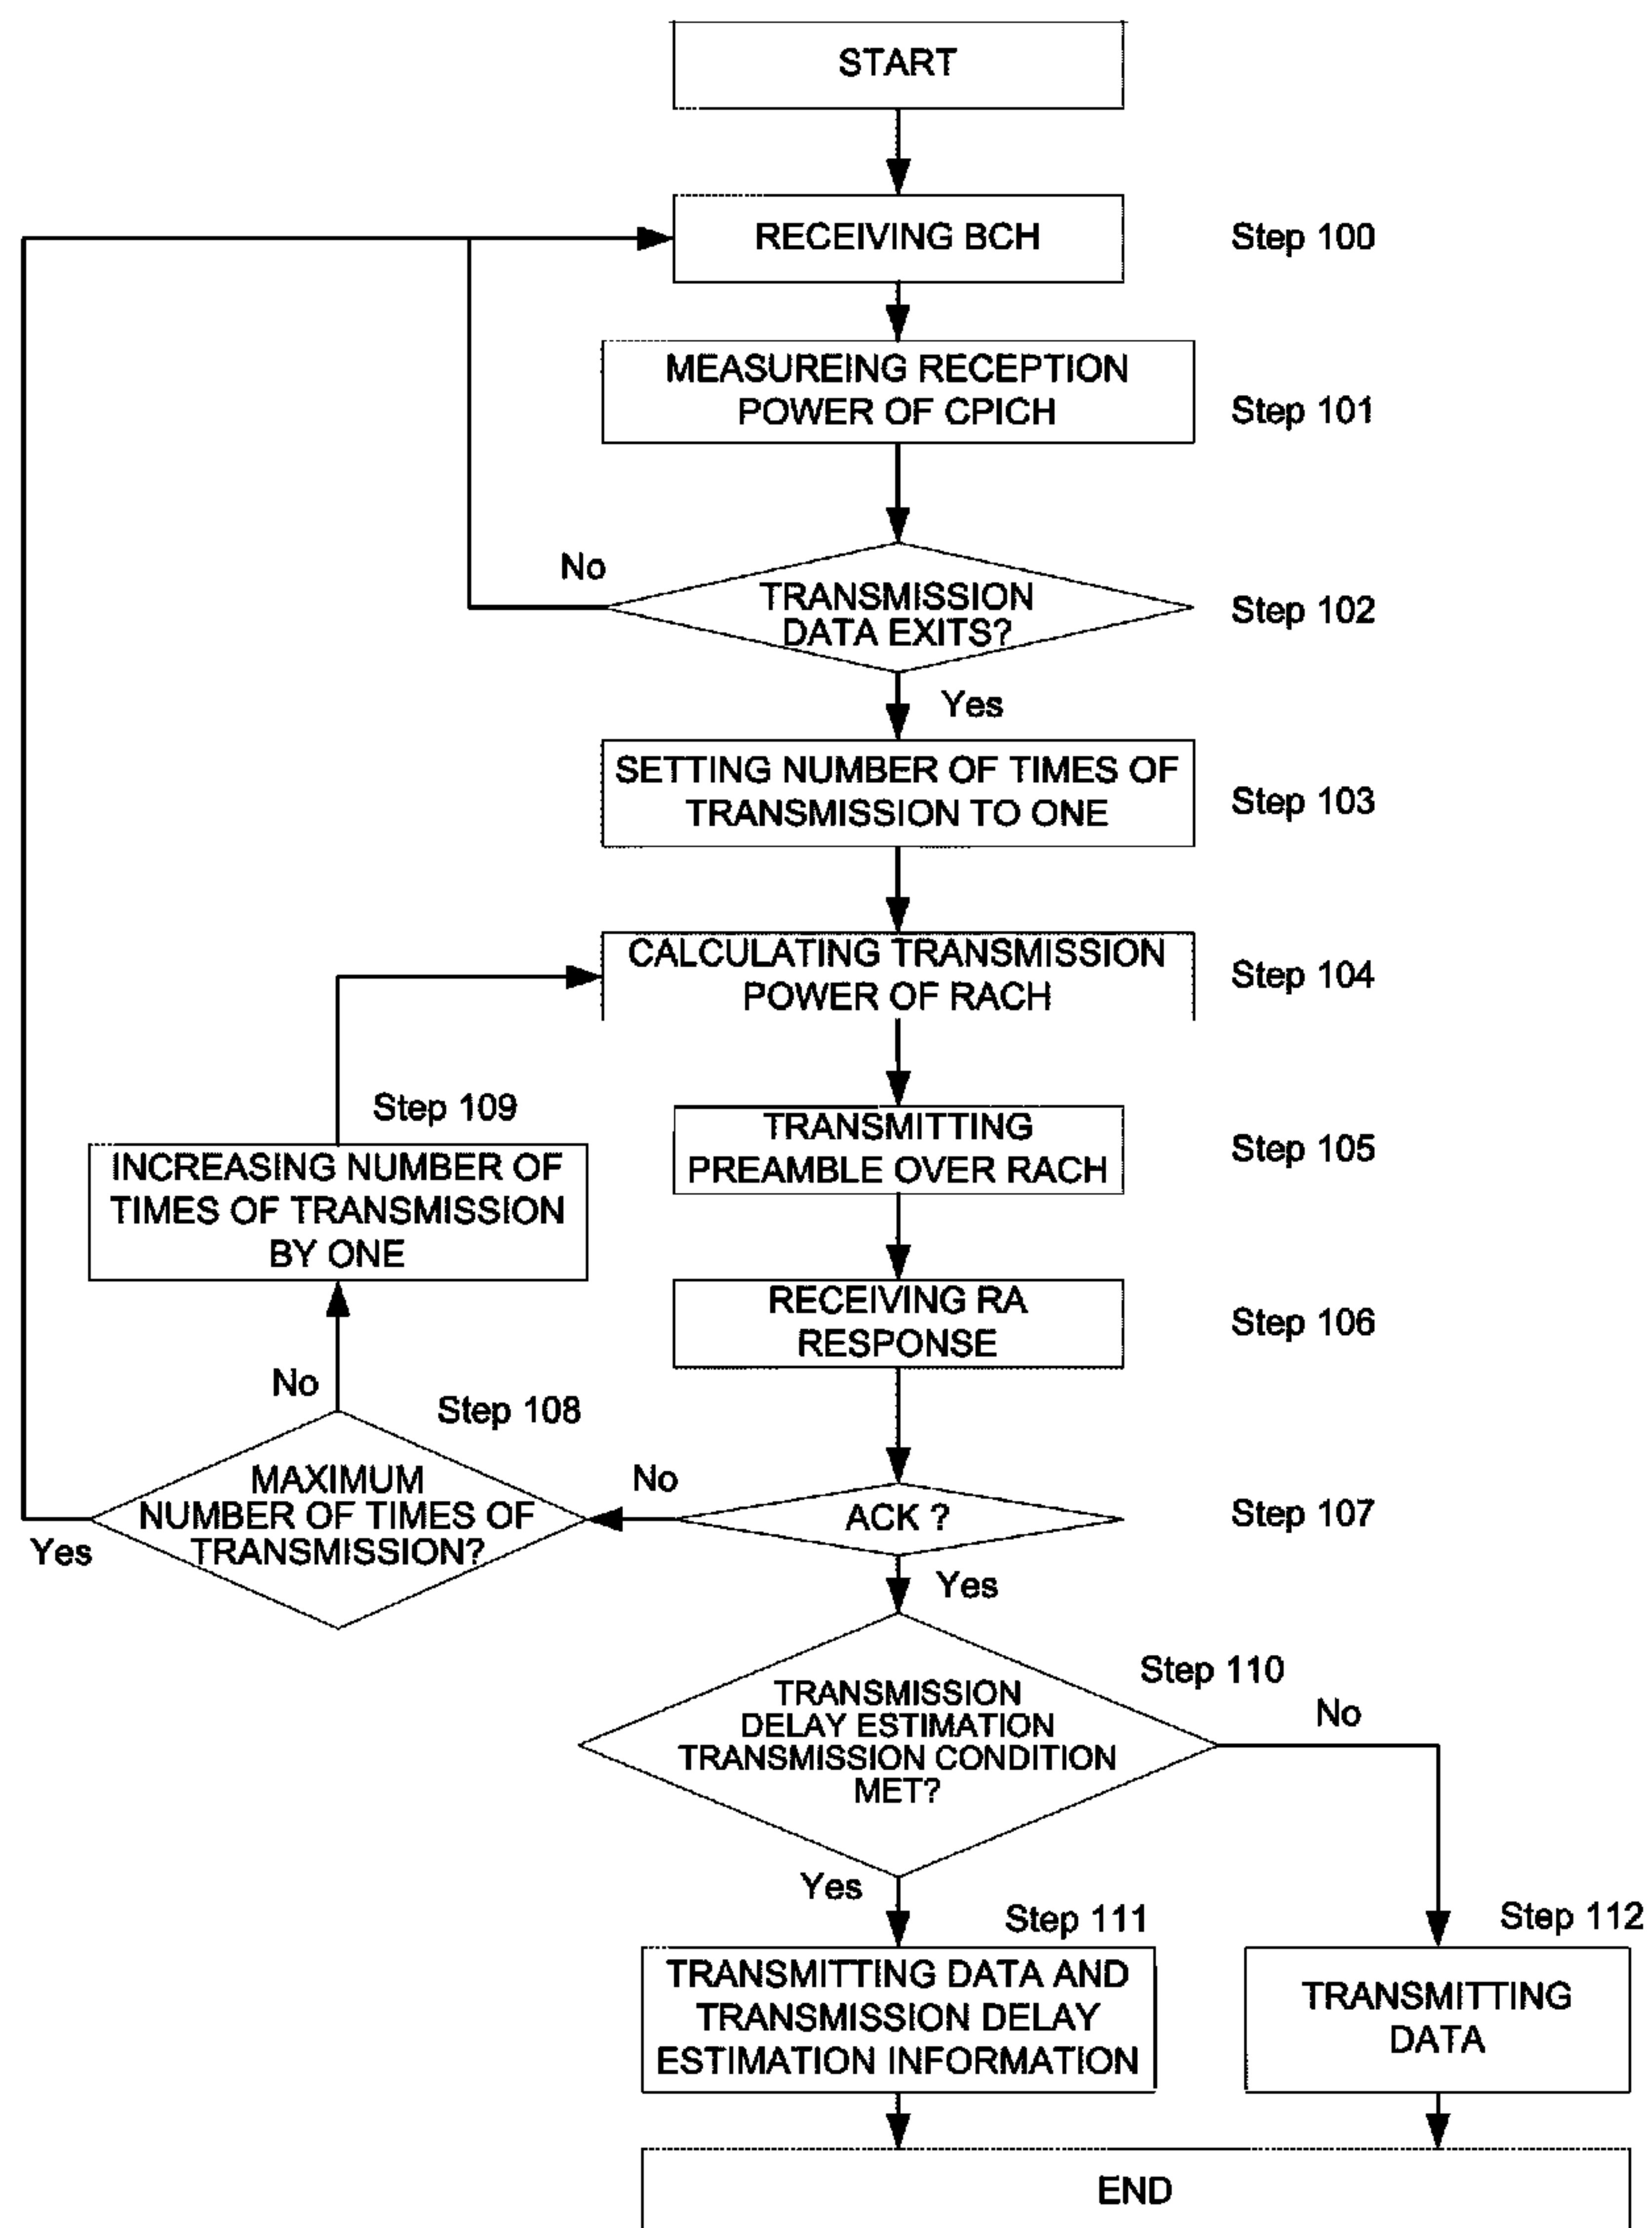 START
RECEIVING BCH
Step 100
MEASUREING RECEPTION
POWER OF CPICH
Step 101
No
TRANSMISSION
DATA EXITS?
Step 102
Yes
SETTING NUMBER OF TIMES OF
TRANSMISSION TO ONE
Step 103
CALCULATING TRANSMISSION
POWER OF RACH
Step 104
Step 109
INCREASING NUMBER OF
TIMES OF TRANSMISSION
BY ONE
TRANSMITTING
PREAMBLE OVER RACH
Step 105
RECEIVING RA
RESPONSE
Step 106
No
Step 108
MAXIMUM
NUMBER OF TIMES OF
TRANSMISSION?
Yes
No
ACK ?
Step 107
Yes
Step 110
TRANSMISSION
DELAY ESTIMATION
TRANSMISSION CONDITION
MET?
No
Yes
Step 111
TRANSMITTING DATA AND
TRANSMISSION DELAY
ESTIMATION INFORMATION
Step 112
TRANSMITTING
DATA
END